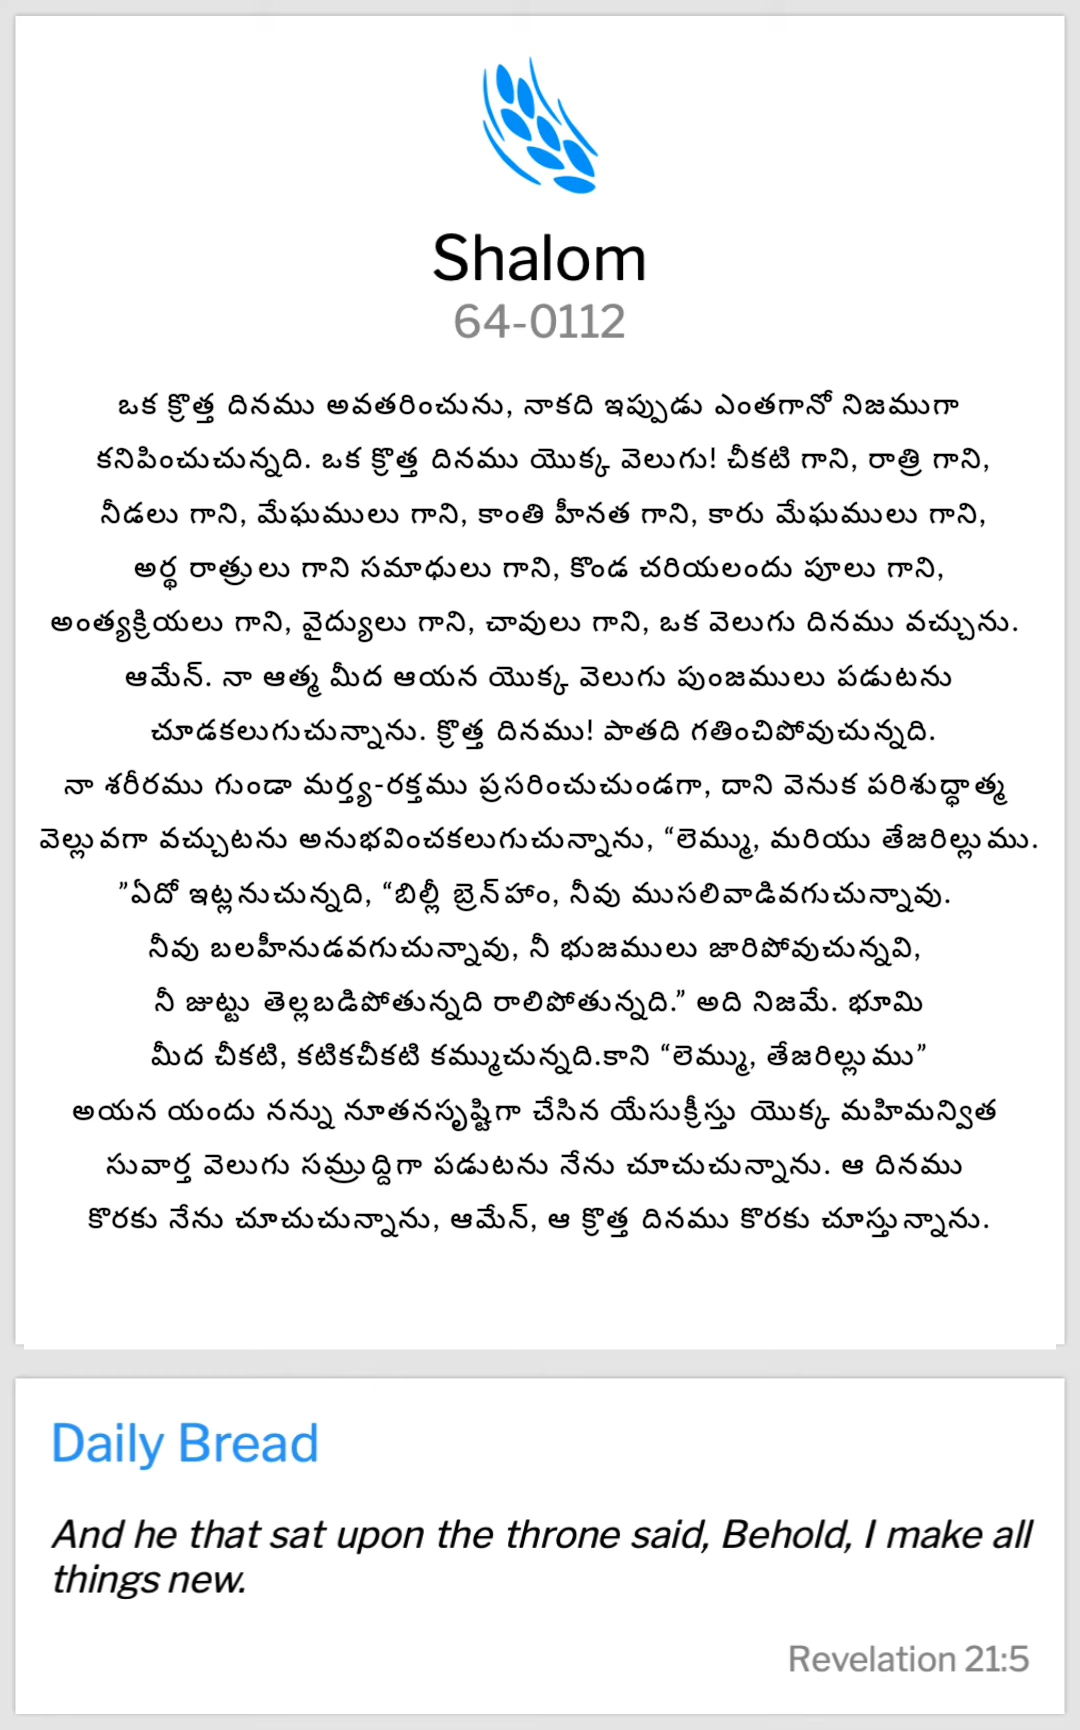 Shalom
64-0112
ఒక క్రొత్త దినము అవతరించును, నాకది ఇప్పుడు ఎంతగానో నిజముగా
కనిపించుచున్నది. ఒక క్రొత్త దినము యొక్క వెలుగు! చీకటి గాని, రాత్రి గాని,
నీడలు గాని, మేఘములు గాని, కాంతి హీనత గాని, కారు మేఘములు గాని,
అర్థ రాత్రులు గాని సమాధులు గాని, కొండ చరియలందు పూలు గాని,
అంత్యక్రియలు గాని, వైద్యులు గాని, చావులు గాని, ఒక వెలుగు దినము వచ్చును.
ఆమేన్. నా ఆత్మ మీద ఆయన యొక్క వెలుగు పుంజములు పడుటను
చూడకలుగుచున్నాను. క్రొత్త దినము! పాతది గతించిపోవుచున్నది.
నా శరీరము గుండా మర్త్య-రక్తము ప్రసరించుచుండగా, దాని వెనుక పరిశుద్ధాత్మ
వెల్లువగా వచ్చుటను అనుభవించకలుగుచున్నాను, “లెమ్ము, మరియు తేజరిల్లుము.
”ఏదో ఇట్లనుచున్నది, “బిల్లీ బ్రెన్‌హాం, నీవు ముసలివాడివగుచున్నావు.
నీవు బలహీనుడవగుచున్నావు, నీ భుజములు జారిపోవుచున్నవి,
నీ జుట్టు తెల్లబడిపోతున్నది రాలిపోతున్నది.” అది నిజమే. భూమి
మీద చీకటి, కటికచీకటి కమ్ముచున్నది.కాని “లెమ్ము, తేజరిల్లుము”
అయన యందు నన్ను నూతనసృష్టిగా చేసిన యేసుక్రీస్తు యొక్క మహిమన్విత
సువార్త వెలుగు సమ్రుద్దిగా పడుటను నేను చూచుచున్నాను. ఆ దినము
కొరకు నేను చూచుచున్నాను, ఆమేన్, ఆ క్రొత్త దినము కొరకు చూస్తున్నాను.
Daily Bread
And he that sat upon the throne said, Behold, I make all
things new.
Revelation 21:5